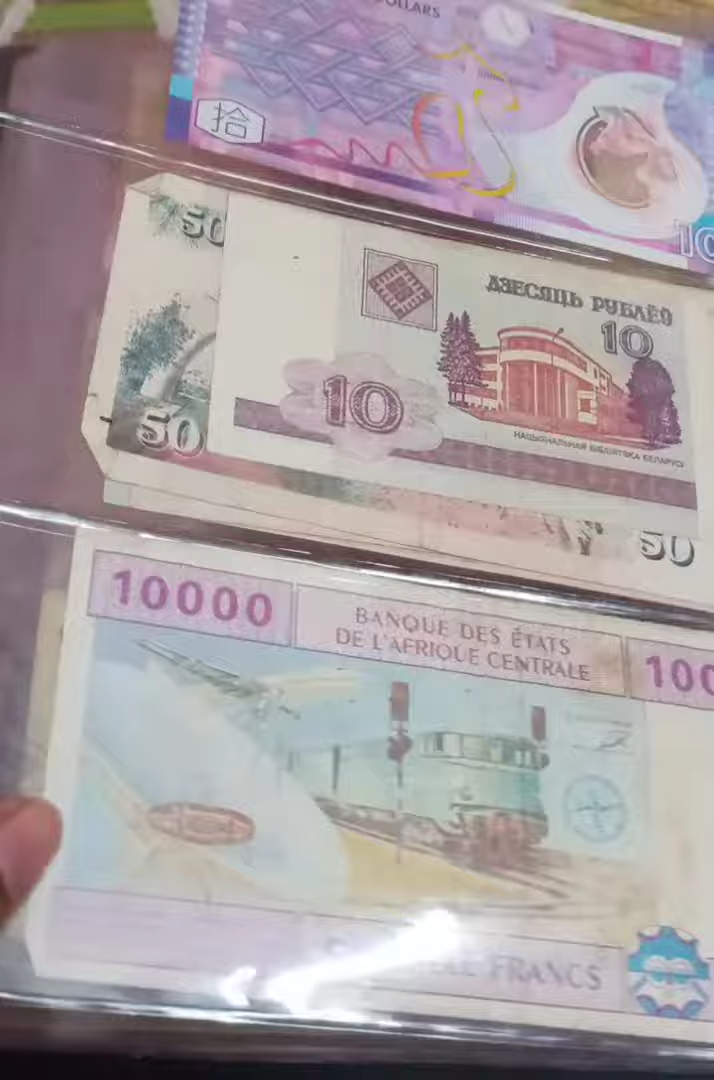 DOLLARS
拾
10
50
ДЗЕСЯЦЬ РУБЛЁЎ
10
10
50
НАЦЫЯНАЛЬНАЯ БІБЛІЯТЭКА БЕЛАРУСІ
50
10000
BANQUE DES ÉTATS
DE L'AFRIQUE CENTRALE
100
FRANCS